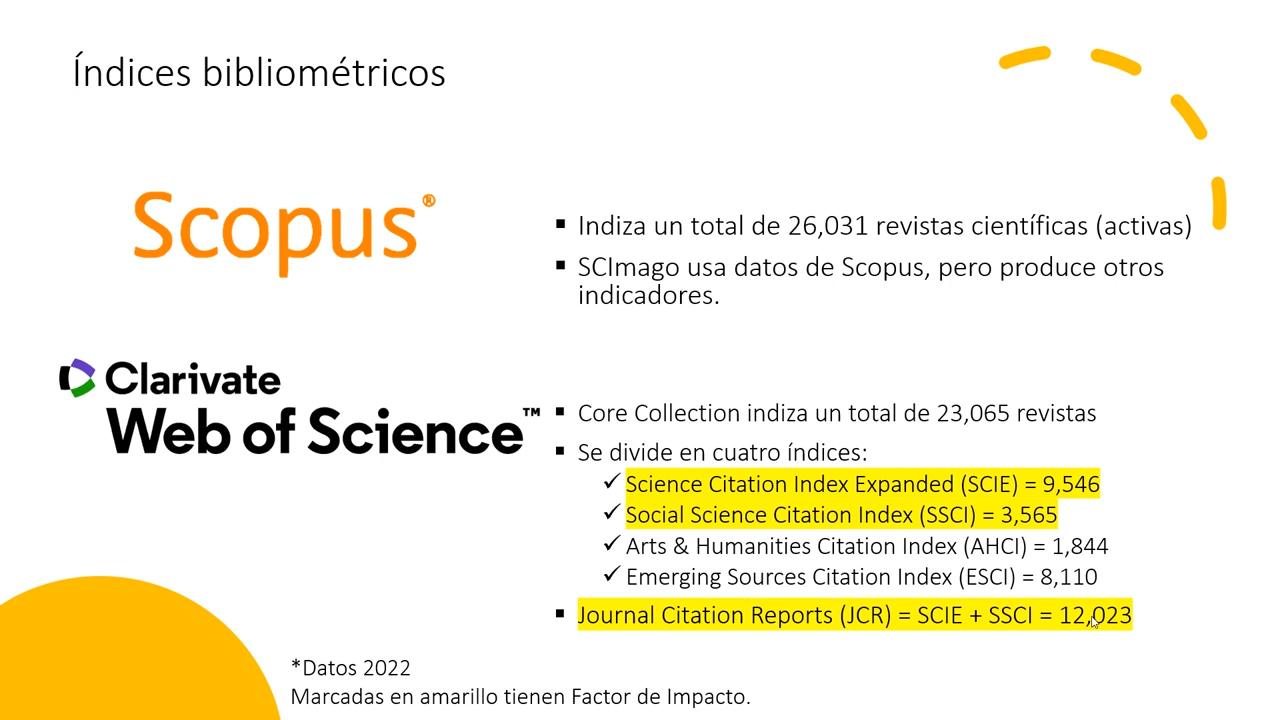 Índices bibliométricos
Scopus®
Indiza un total de 26,031 revistas científicas (activas)
SCImago usa datos de Scopus, pero produce otros
indicadores.
Clarivate
Web of Science™
Core Collection indiza un total de 23,065 revistas
Se divide en cuatro índices:
Science Citation Index Expanded (SCIE) = 9,546
Social Science Citation Index (SSCI) = 3,565
Arts & Humanities Citation Index (AHCI) = 1,844
Emerging Sources Citation Index (ESCI) = 8,110
Journal Citation Reports (JCR) = SCIE + SSCI = 12,023
*Datos 2022
Marcadas en amarillo tienen Factor de Impacto.